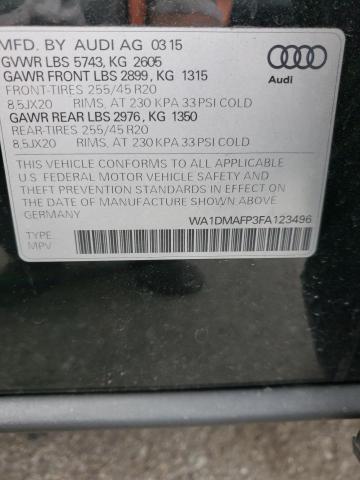 MFD. BY AUDI AG 03 15
GVWR LBS 5743, KG 2605
GAWR FRONT LBS 2899, KG 1315
FRONT-TIRES 255/45 R20
8,5JX20 RIMS, AT 230 KPA 33 PSI COLD
GAWR REAR LBS 2976, KG 1350
REAR-TIRES 255/45 R20
8,5JX20 RIMS, AT 230 KPA 33 PSI COLD
Audi
THIS VEHICLE CONFORMS TO ALL APPLICABLE
U.S. FEDERAL MOTOR VEHICLE SAFETY AND
THEFT PREVENTION STANDARDS IN EFFECT ON
THE DATE OF MANUFACTURE SHOWN ABOVE
GERMANY
WA1DMAFP3FA123496
TYPE
MPV